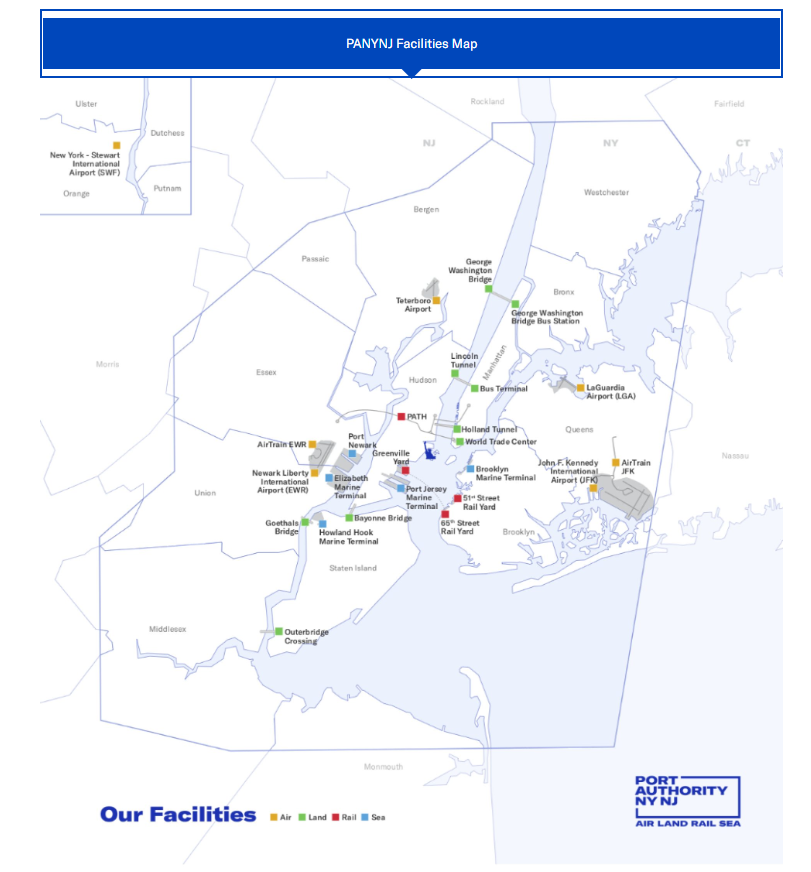 PANYNJ Facilities Map
Ulster
Dutchess
New York - Stewart
International
Airport (SWF)
Orange
Putnam
Rockland
Fairfield
NJ
NY
CT
Westchester
Bergen
Passaic
George
Washington
Bridge
Teterboro
Airport
Bronx
George Washington
Bridge Bus Station
Morris
Essex
Lincoln
Tunnel
Manhattan
Hudson
Bus Terminal
LaGuardia
Airport (LGA)
PATH
Holland Tunnel
World Trade Center
Queens
Nassau
AirTrain EWR
Port
Newark
Greenville
Yard
Newark Liberty
International
Airport (EWR)
Elizabeth
Marine
Terminal
Port Jersey
Marine
Terminal
Brooklyn
Marine Terminal
John F. Kennedy
International
Airport (JFK)
AirTrain
JFK
Union
51st Street
Rail Yard
65th Street
Rail Yard
Brooklyn
Goethals
Bridge
Howland Hook
Marine Terminal
Bayonne Bridge
Staten Island
Middlesex
Outerbridge
Crossing
Monmouth
Our Facilities
Air
Land
Rail
Sea
PORT
AUTHORITY
NY NJ
AIR LAND RAIL SEA